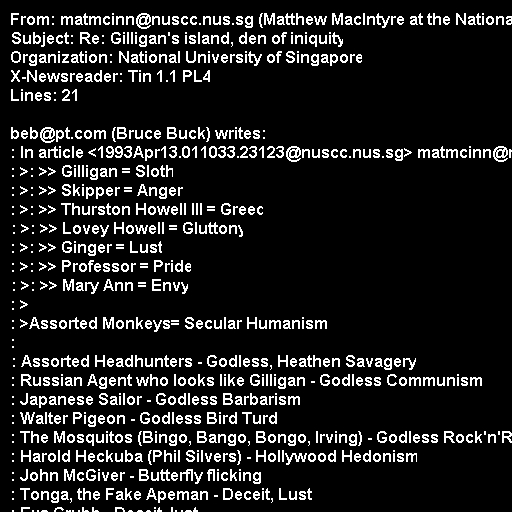 From: matmcinn@nuscc.nus.sg (Matthew MacIntyre at the Nationa
Subject: Re: Gilligan's island, den of iniquity
Organization: National University of Singapore
X-Newsreader: Tin 1.1 PL4
Lines: 21

beb@pt.com (Bruce Buck) writes:
: In article <1993Apr13.011033.23123@nuscc.nus.sg> matmcinn@n
: >: >> Gilligan = Sloth
: >: >> Skipper = Anger
: >: >> Thurston Howell III = Greed
: >: >> Lovey Howell = Gluttony
: >: >> Ginger = Lust
: >: >> Professor = Pride
: >: >> Mary Ann = Envy
: >
: >Assorted Monkeys= Secular Humanism
:
: Assorted Headhunters - Godless, Heathen Savagery
: Russian Agent who looks like Gilligan - Godless Communism
: Japanese Sailor - Godless Barbarism
: Walter Pigeon - Godless Bird Turd
: The Mosquitos (Bingo, Bango, Bongo, Irving) - Godless Rock'n'R
: Harold Heckuba (Phil Silvers) - Hollywood Hedonism
: John McGiver - Butterfly flicking
: Tonga, the Fake Apeman - Deceit, Lust
: Eva Grubb - Deceit, lust